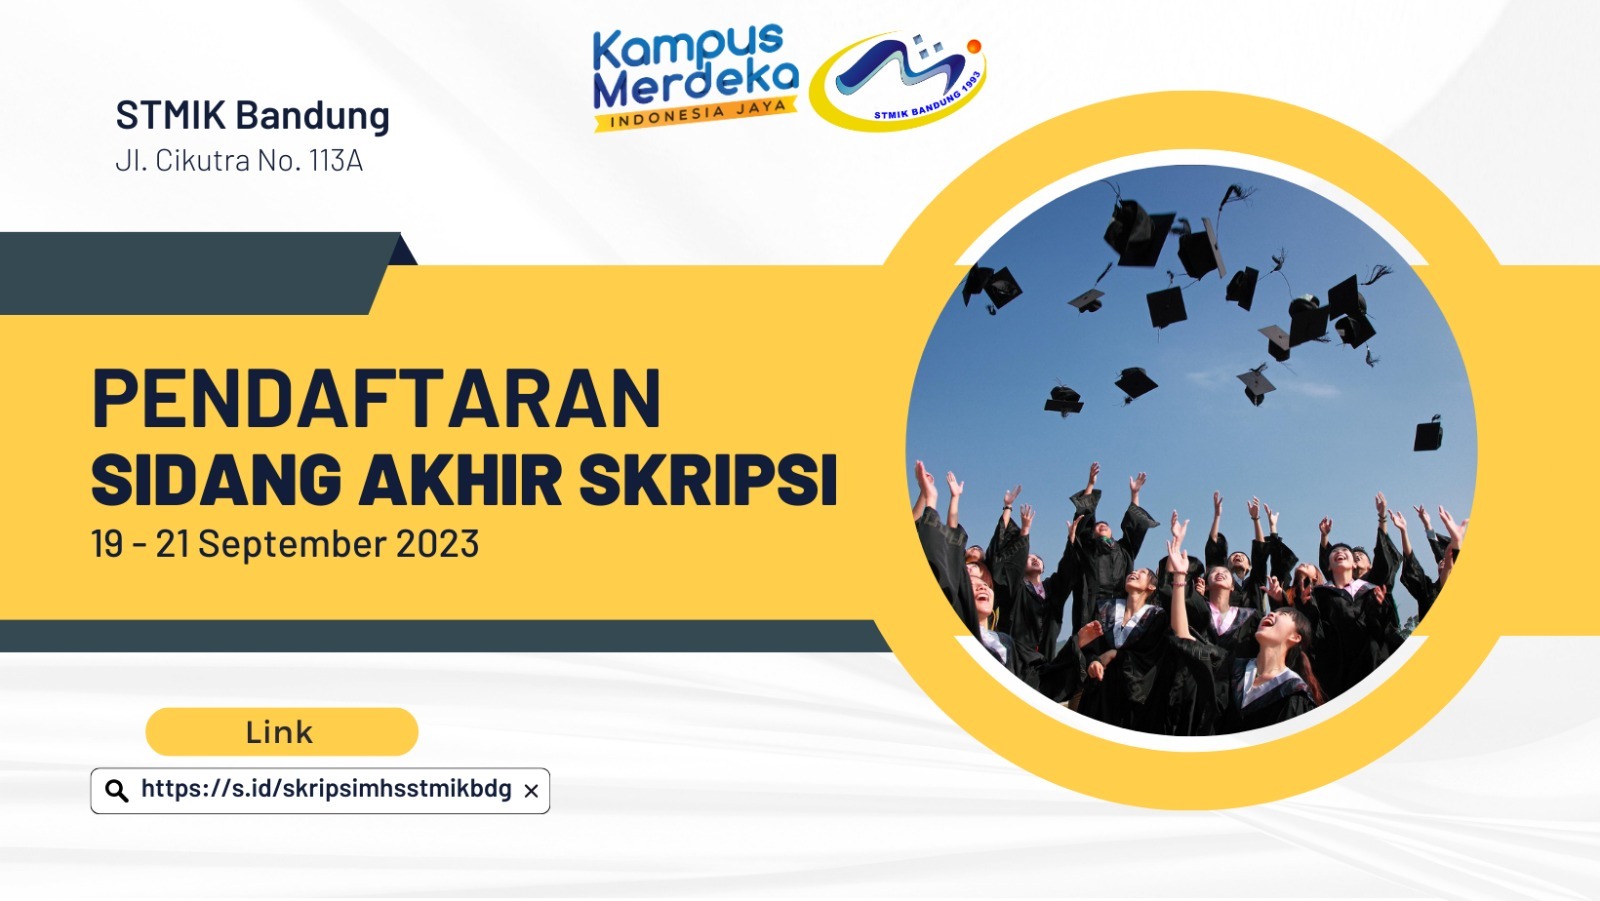 Kampus
Merdeka
INDONESIA JAYA
STMIK BANDUNG 1993
STMIK Bandung
Jl. Cikutra No. 113A
PENDAFTARAN
SIDANG AKHIR SKRIPSI
19 - 21 September 2023
Link
https://s.id/skripsimhsstmikbdg